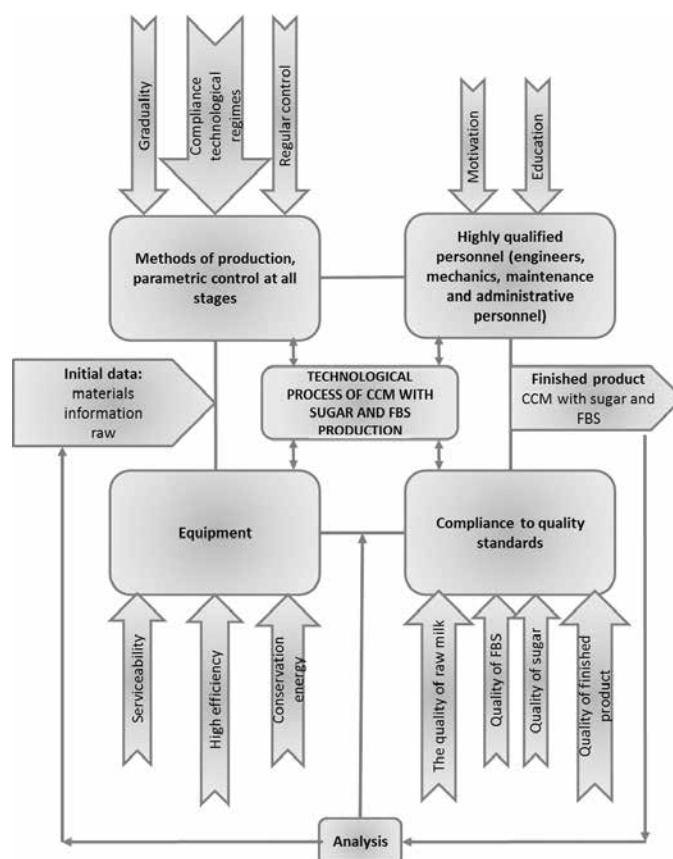 Graduality
Compliance
technological
regimes
Regular control
Motivation
Education
Methods of production,
parametric control at all
stages
Highly qualified
personnel (engineers,
mechanics, maintenance
and administrative
personnel)
Initial data:
materials
information
raw
TECHNOLOGICAL
PROCESS OF CCM WITH
SUGAR AND FBS
PRODUCTION
Finished product
CCM with sugar and
FBS
Equipment
Compliance to quality
standards
Serviceability
High efficiency
Conservation
energy
The quality of raw milk
Quality of FBS
Quality of sugar
Quality of finished
product
Analysis